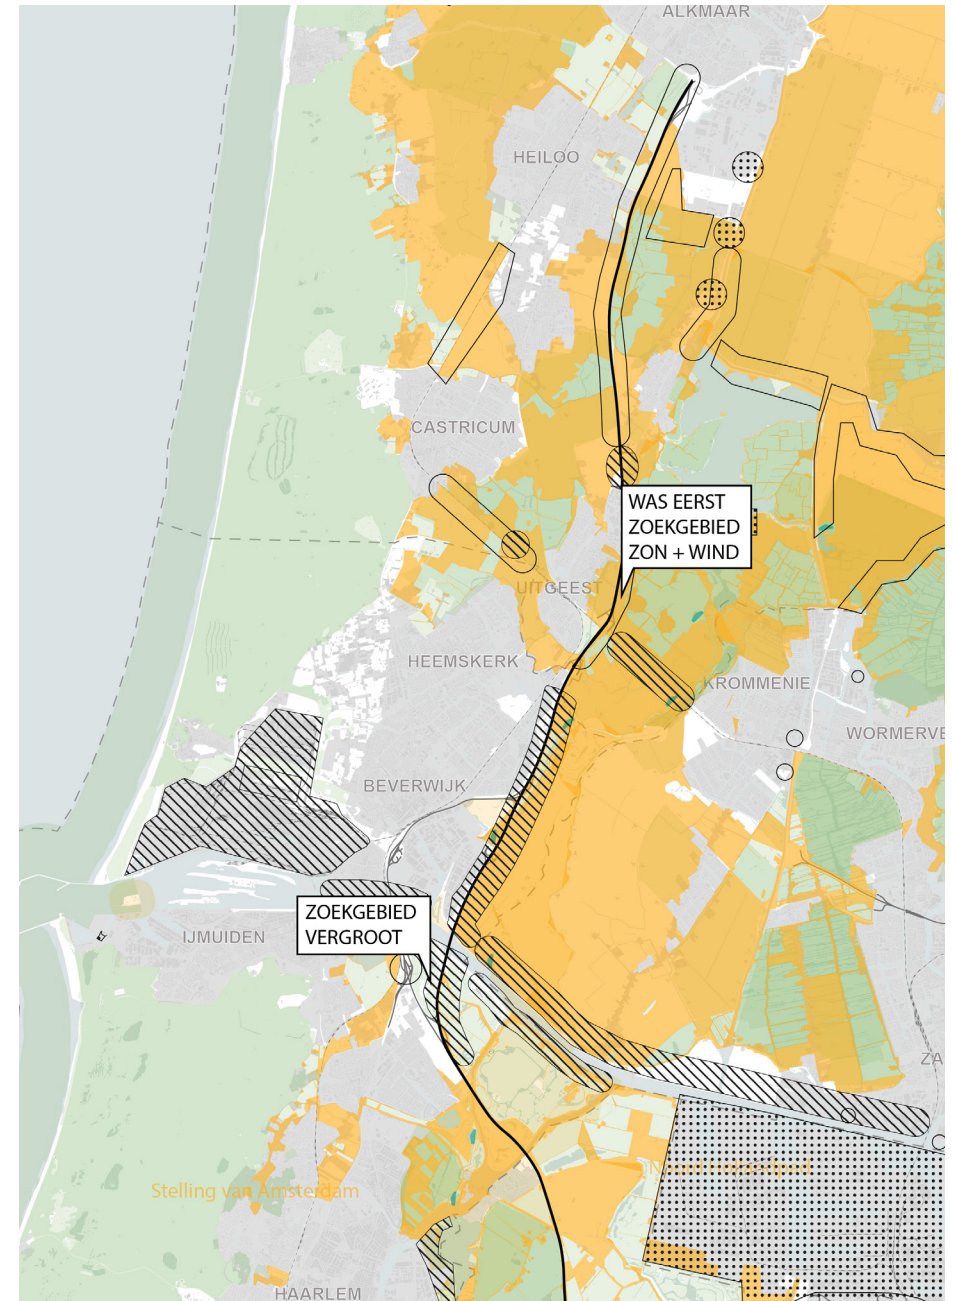 ALKMAAR
HEILOO
CASTRICUM
WAS EERST
ZOEKGEBIED
ZON + WIND
UITGEEST
HEEMSKERK
KROMMENIE
WORMERVE
BEVERWIJK
ZOEKGEBIED
VERGROOT
IJMUIDEN
ZA
Stelling van Amsterdam
HAARLEM